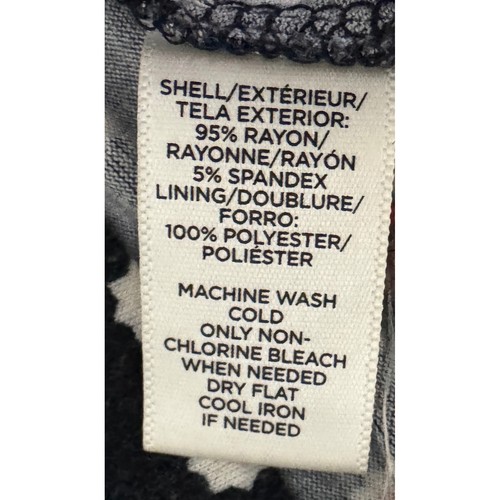 SHELL/EXTÉRIEUR/
TELA EXTERIOR:
95% RAYON/
RAYONNE/RAYÓN
5% SPANDEX
LINING/DOUBLURE/
FORRO:
100% POLYESTER/
POLIÉSTER
MACHINE WASH
COLD
ONLY NON-
CHLORINE BLEACH
WHEN NEEDED
DRY FLAT
COOL IRON
IF NEEDED